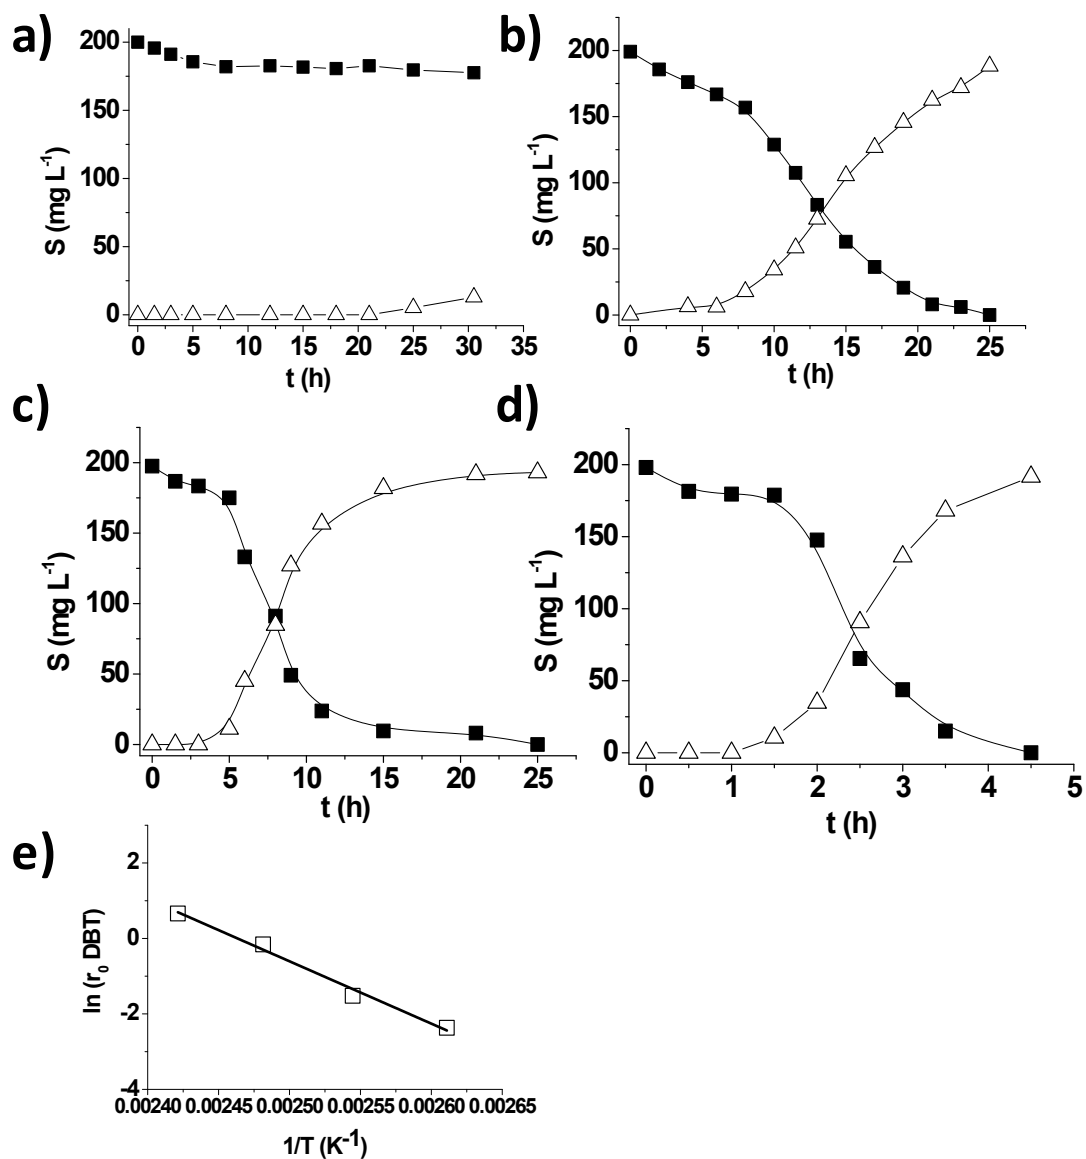 a)
200
150
100
50
0
S (mg L⁻¹)
0 5 10 15 20 25 30 35
t (h)
b)
200
150
100
50
0
S (mg L⁻¹)
0 5 10 15 20 25
t (h)
c)
200
150
100
50
0
S (mg L⁻¹)
0 5 10 15 20 25
t (h)
d)
200
150
100
50
0
S (mg L⁻¹)
0 1 2 3 4 5
t (h)
e)
2
0
-2
-4
ln (r₀ DBT)
0.00240 0.00245 0.00250 0.00255 0.00260 0.00265
1/T (K⁻¹)